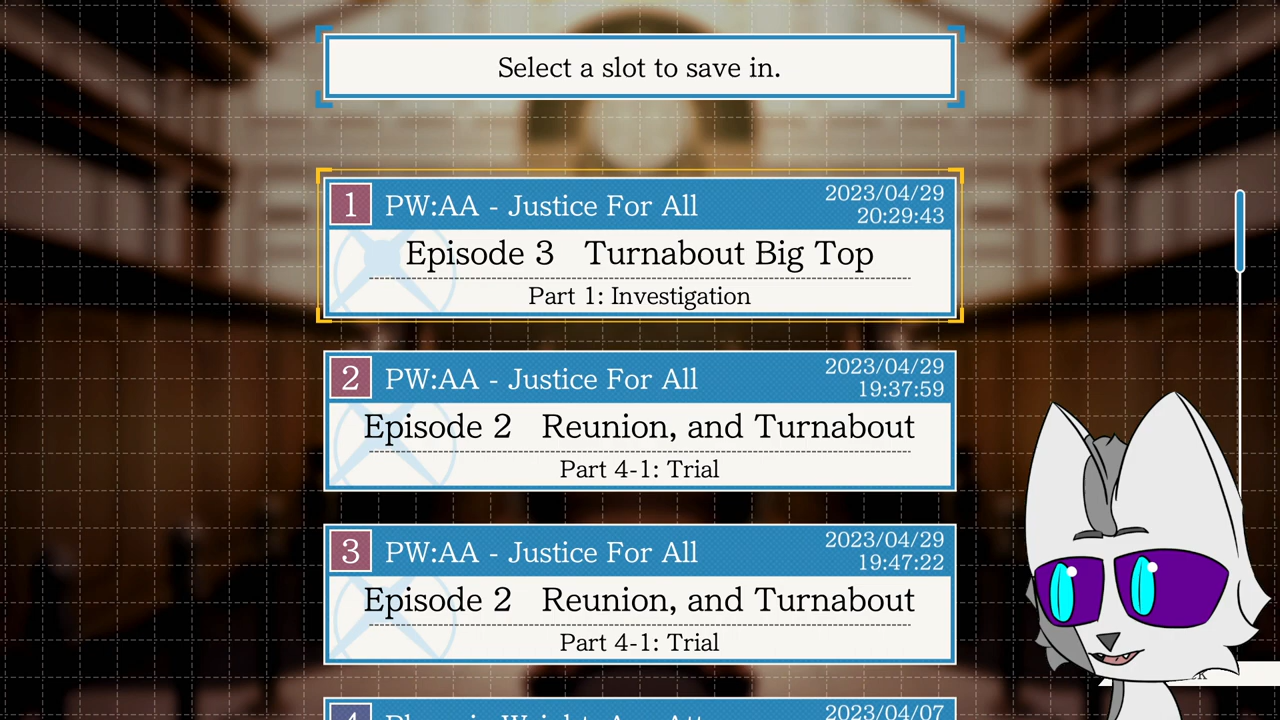 Select a slot to save in.
1 PW:AA - Justice For All 2023/04/29
20:29:43
Episode 3 Turnabout Big Top
Part 1: Investigation
2 PW:AA - Justice For All 2023/04/29
19:37:59
Episode 2 Reunion, and Turnabout
Part 4-1: Trial
3 PW:AA - Justice For All 2023/04/29
19:47:22
Episode 2 Reunion, and Turnabout
Part 4-1: Trial
4 2023/04/07